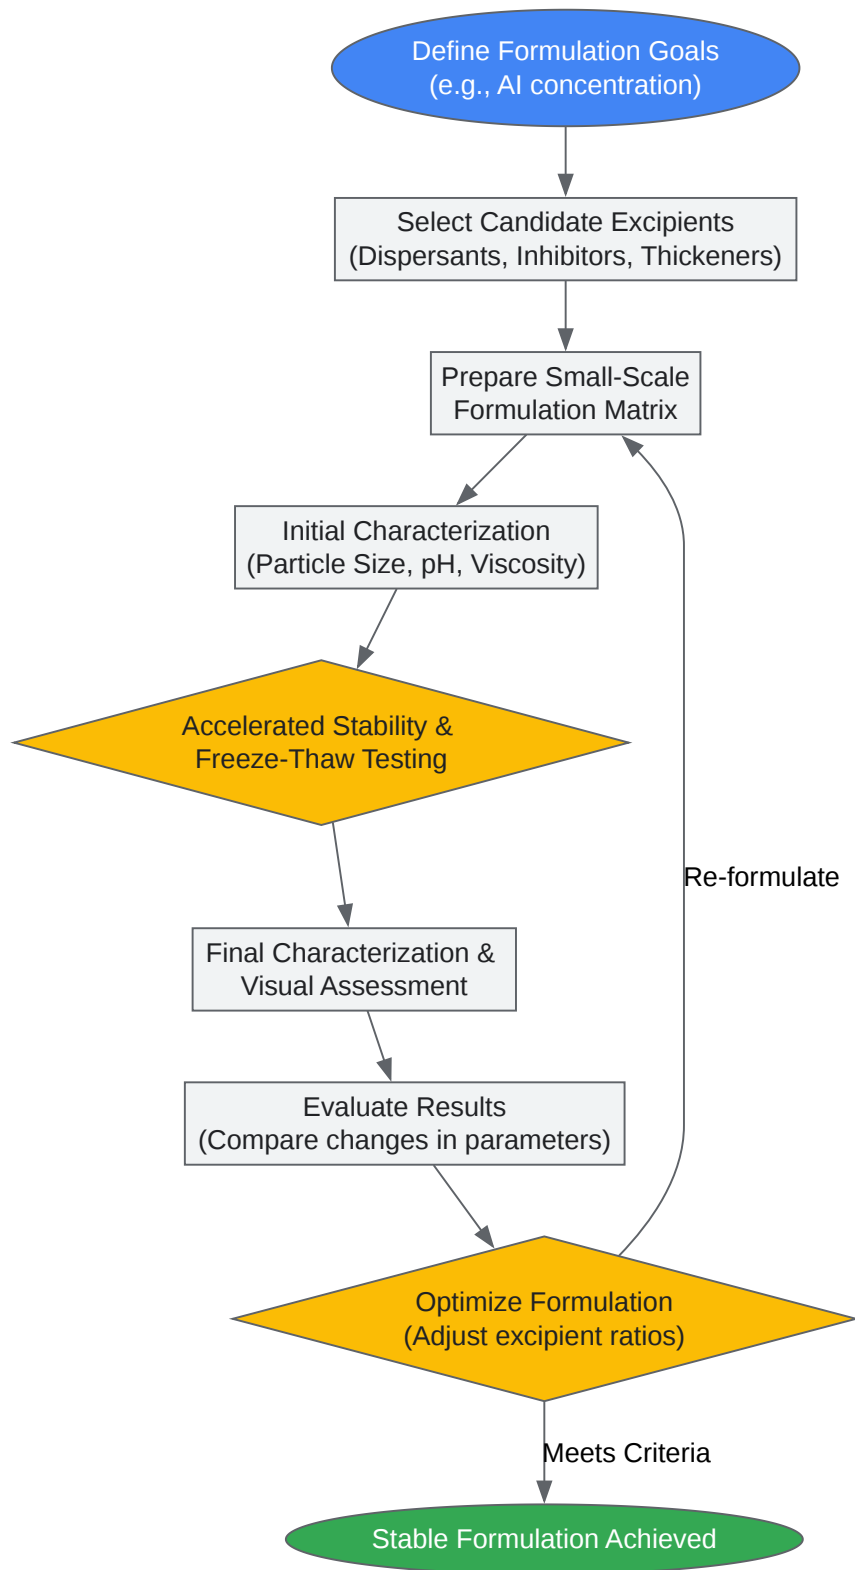 Define Formulation Goals
(e.g., AI concentration)
Select Candidate Excipients
(Dispersants, Inhibitors, Thickeners)
Prepare Small-Scale
Formulation Matrix
Initial Characterization
(Particle Size, pH, Viscosity)
Accelerated Stability &
Freeze-Thaw Testing
Re-formulate
Final Characterization &
Visual Assessment
Evaluate Results
(Compare changes in parameters)
Optimize Formulation
(Adjust excipient ratios)
Meets Criteria
Stable Formulation Achieved